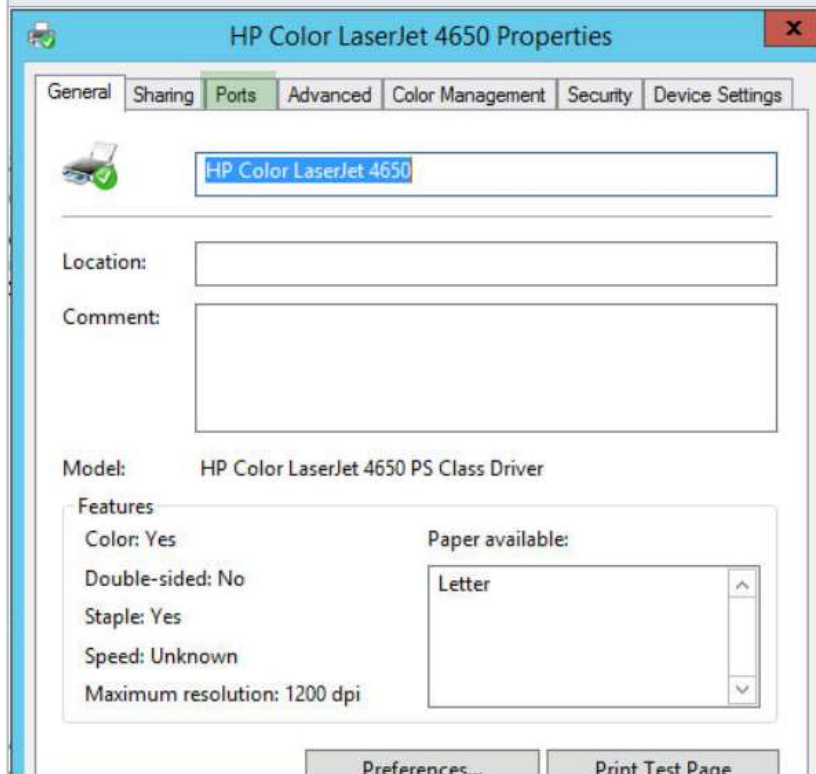 HP Color LaserJet 4650 Properties
x
General Sharing Ports Advanced Color Management Security Device Settings
HP Color LaserJet 4650
Location:
Comment:
Model: HP Color LaserJet 4650 PS Class Driver
Features
Color: Yes
Paper available:
Double-sided: No
Letter
Staple: Yes
Speed: Unknown
Maximum resolution: 1200 dpi
Preferences... Print Test Page